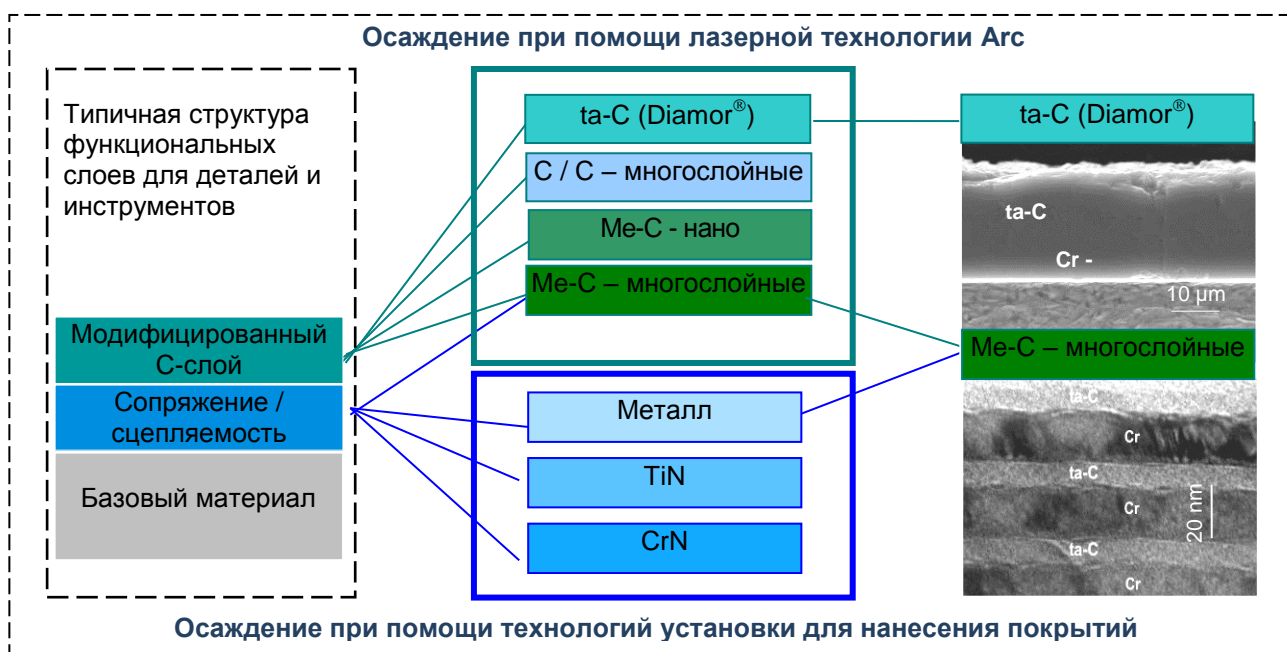 Осаждение при помощи лазерной технологии Arc
Типичная структура
функциональных
слоев для деталей и
инструментов
Модифицированный
С-слой
Сопряжение /
сцепляемость
Базовый материал
ta-C (Diamor®)
C / C – многослойные
Me-C - нано
Me-C – многослойные
Металл
TiN
CrN
ta-C (Diamor®)
ta-C
Cr -
10 µm
Me-C – многослойные
ta-C
Cr
ta-C
Cr
20 nm
ta-C
Cr
Осаждение при помощи технологий установки для нанесения покрытий